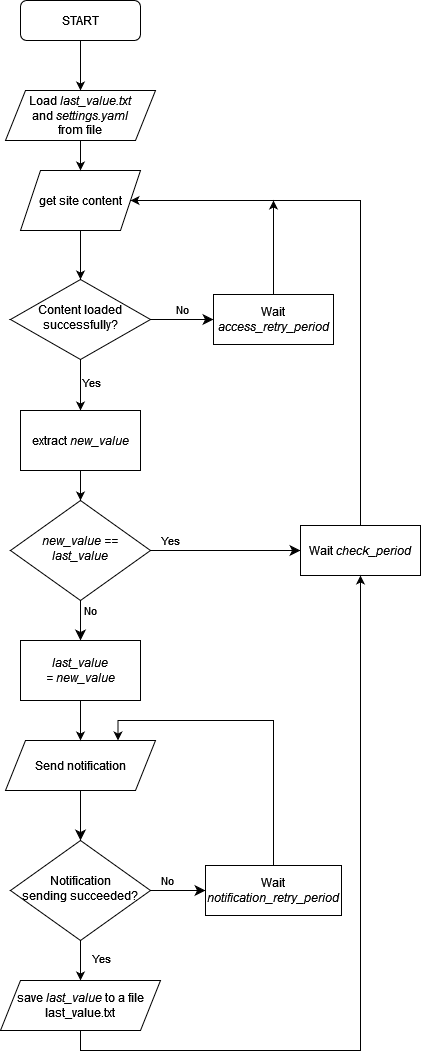 START
Load last_value.txt
and settings.yaml
from file
get site content
Content loaded
successfully?
No
Wait
access_retry_period
Yes
extract new_value
new_value ==
last_value
Yes
Wait check_period
No
last_value
= new_value
Send notification
Notification
sending succeeded?
No
Wait
notification_retry_period
Yes
save last_value to a file
last_value.txt